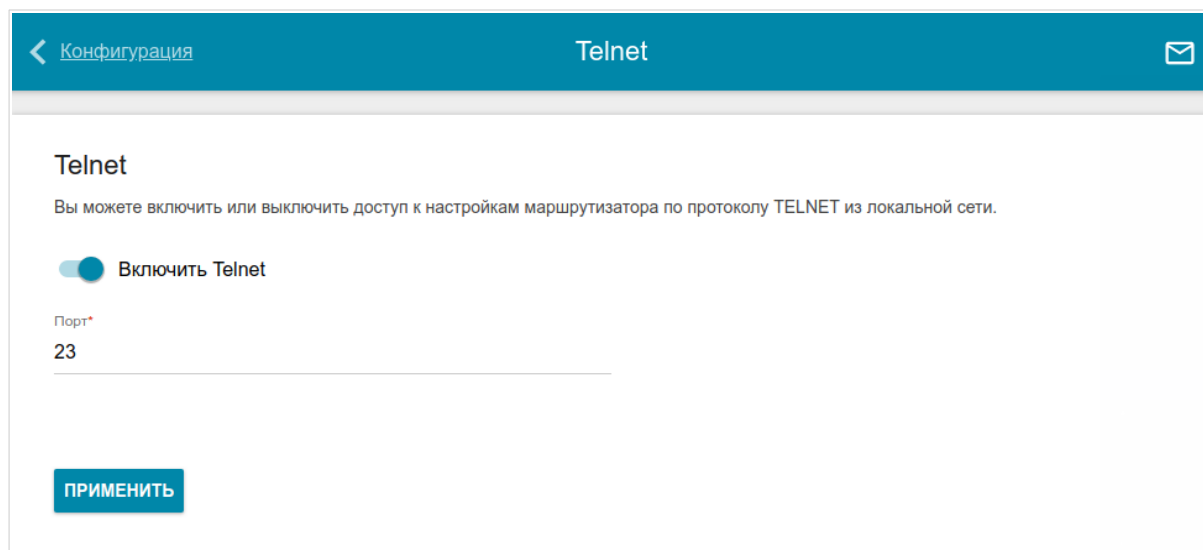 Конфигурация
Telnet
Telnet
Вы можете включить или выключить доступ к настройкам маршрутизатора по протоколу TELNET из локальной сети.
Включить Telnet
Порт*
23
ПРИМЕНИТЬ